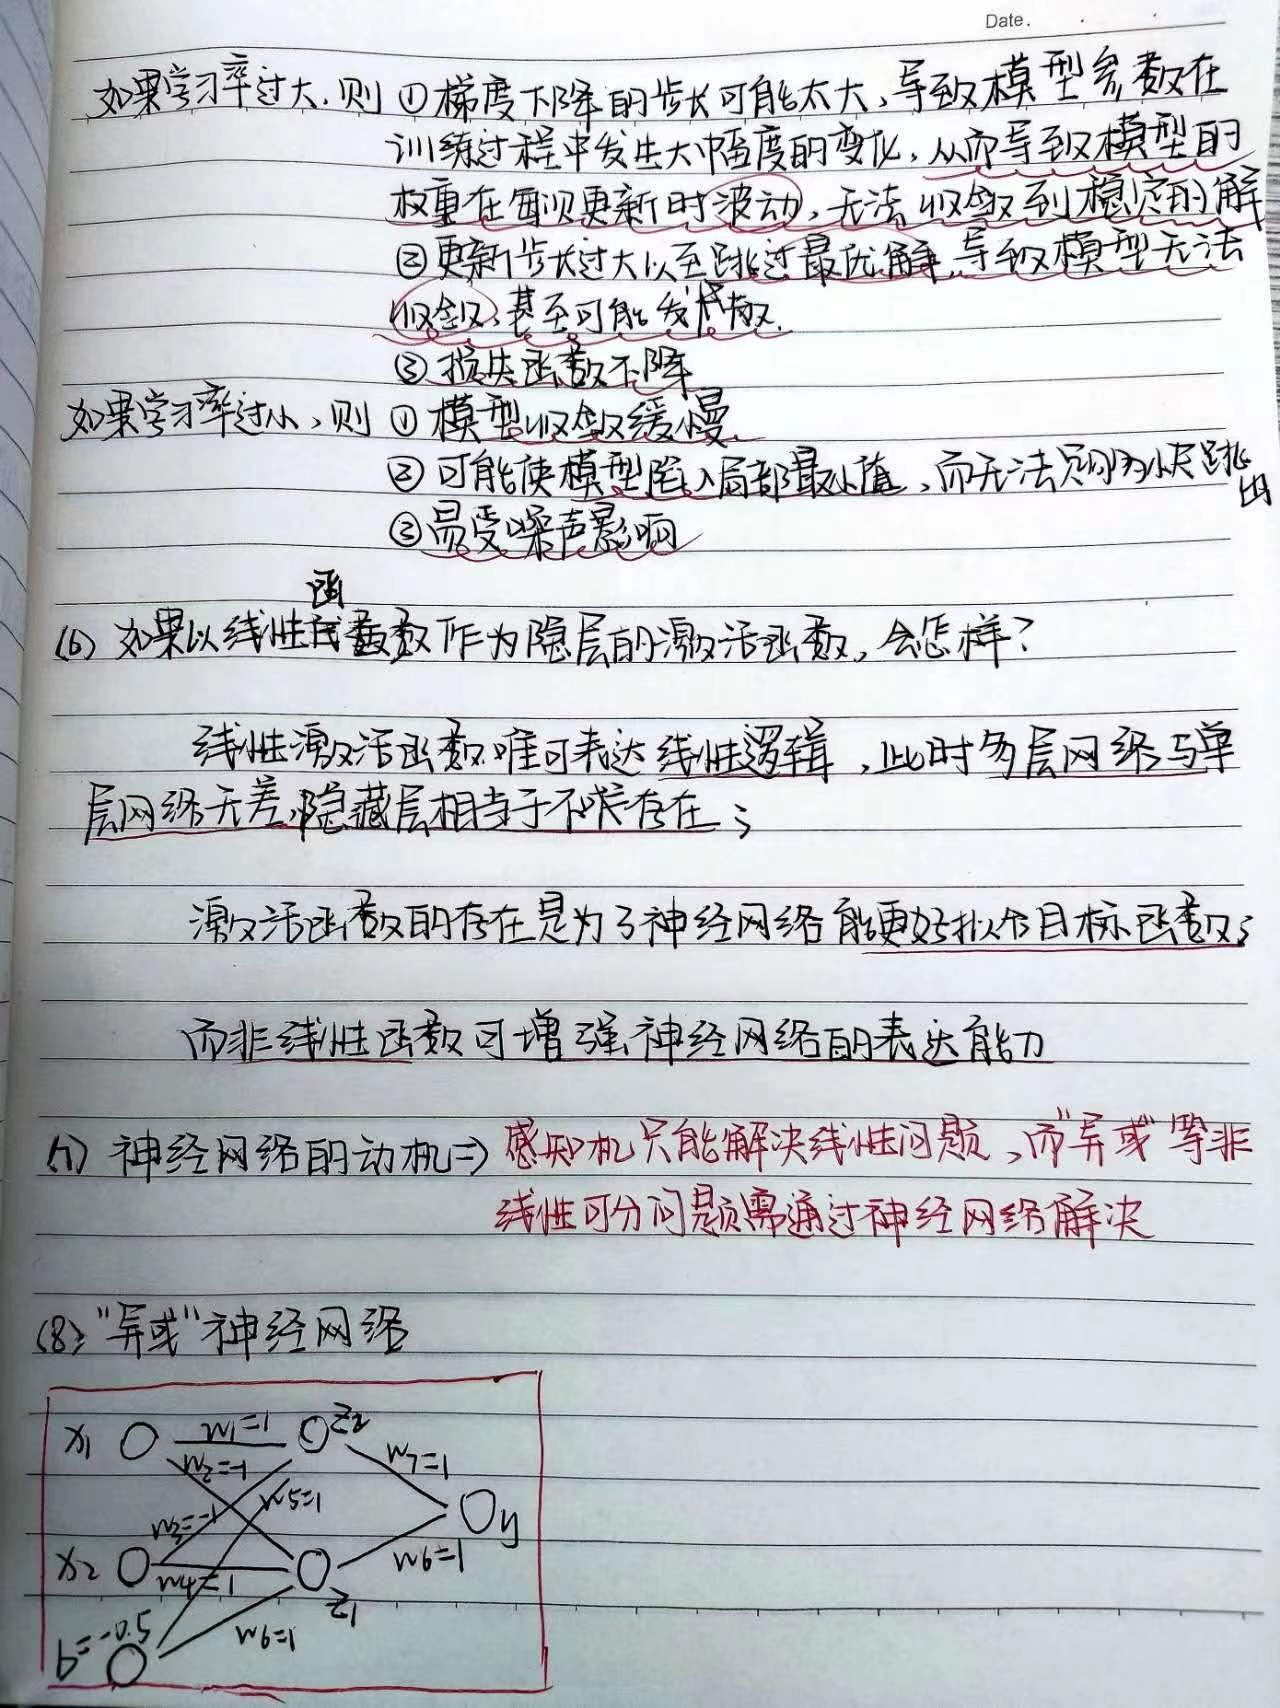 Date.
如果学习率过大,则 ①梯度下降的步长可能太大,导致模型参数在
训练过程中发生大幅度的变化,从而导致模型的
权重在每次更新时波动,无法收敛到稳定的解
②更新步长过大以至跳过最优解,导致模型无法
收敛,甚至可能发散.
③损失函数不降
如果学习率过小,则 ①模型收敛缓慢.
②可能使模型陷入局部最小值,而无法跳
出
③易受噪声影响
函
(6) 如果以线性数作为隐层的激活函数,会怎样?
线性激活函数唯可表达线性逻辑,此时多层网络与单
层网络无差,隐藏层相当于不存在;
激活函数的存在是为了神经网络能更好拟合目标函数;
而非线性函数可增强神经网络的表达能力
(7) 神经网络的动机⇒ 感知机只能解决线性问题,而"异或"等非
线性可分问题需通过神经网络解决
(8) "异或"神经网络
x1 w1=1 z2
w2=-1 w7=1
w3=-1 w5=1 y
x2 w4=1 w6=1
z1
b=-0.5 w6=1